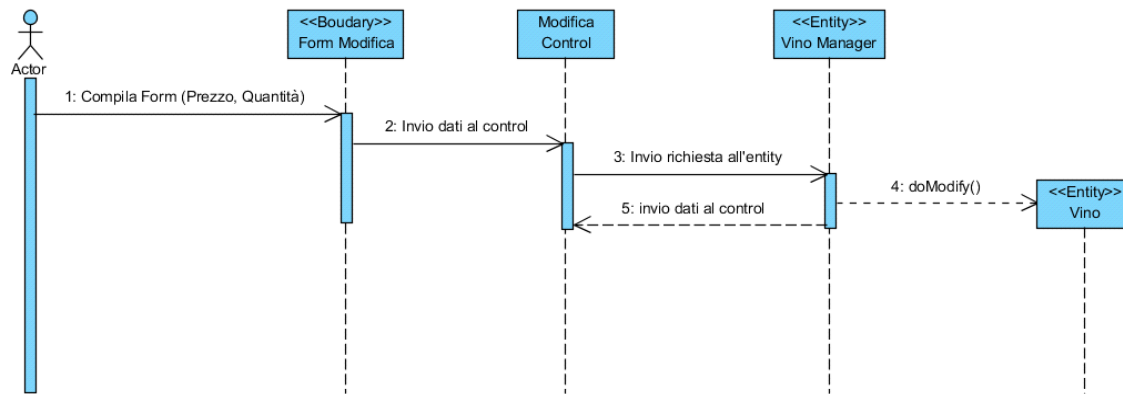 <<Boudary>>
Form Modifica
Modifica
Control
<<Entity>>
Vino Manager
Actor
1: Compila Form (Prezzo, Quantità)
2: Invio dati al control
3: Invio richiesta all'entity
4: doModify()
<<Entity>>
Vino
5: invio dati al control